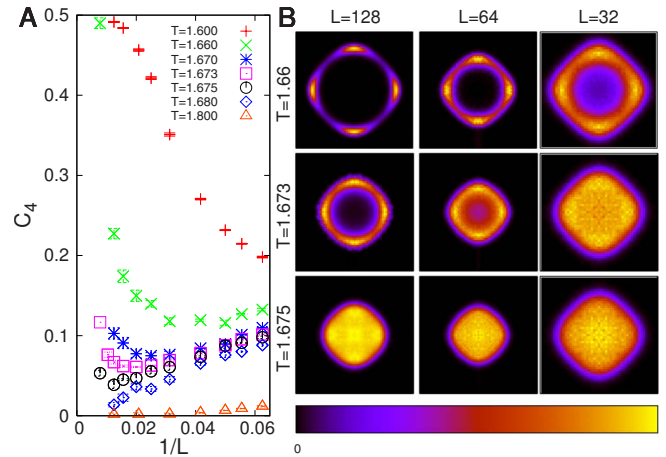 A
B
L=128
L=64
L=32
0.5
0.4
0.3
0.2
0.1
0
C4
T=1.600
T=1.660
T=1.670
T=1.673
T=1.675
T=1.680
T=1.800
T=1.66
T=1.673
T=1.675
0
0.02
0.04
0.06
1/L
0